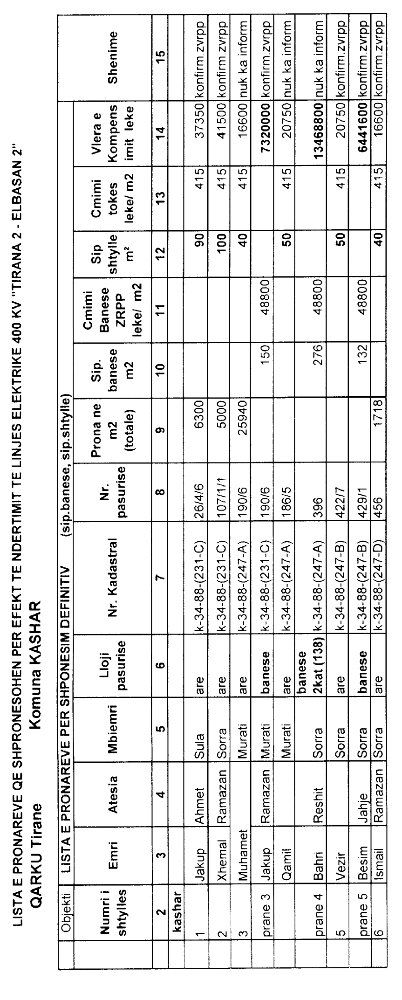 LISTA E PRONAREVE QE SHPRONESOHEN PER EFEKT TE NDERTIMIT TE LINJES ELEKTRIKE 400 KV "TIRANA 2 - ELBASAN 2"
QARKU Tirane Komuna KASHAR
Objekti LISTA E PRONAREVE PER SHPONESIM DEFINITIV (sip.banese, sip.shtylle)
Numri i shtylles Emri Atesia Mbiemri Lloji pasurise Nr. Kadastral Nr. pasurise Prona ne m2 (totale) Sip. banese m2 Cmimi Banese ZRPP leke/ m2 Sip shtylle m² Cmimi tokes leke/ m2 Vlera e Kompens imit leke Shenime
2 3 4 5 6 7 8 9 10 11 12 13 14 15
kashar
1 Jakup Ahmet Sula are k-34-88-(231-C) 26/4/6 6300 90 415 37350 konfirm.zvrpp
2 Xhemal Ramazan Sorra are k-34-88-(231-C) 107/1/1 5000 100 415 41500 konfirm.zvrpp
3 Muhamet Murati are k-34-88-(247-A) 190/6 25940 40 415 16600 nuk ka inform
prane 3 Jakup Ramazan Murati banese k-34-88-(231-C) 190/6 150 48800 7320000 konfirm.zvrpp
Qamil Murati are k-34-88-(247-A) 186/5 50 415 20750 nuk ka inform
prane 4 Bahri Reshit Sorra banese 2kat (138) k-34-88-(247-A) 396 276 48800 13468800 nuk ka inform
5 Vezir Sorra are k-34-88-(247-B) 422/7 50 415 20750 konfirm.zvrpp
prane 5 Besim Jahje Sorra banese k-34-88-(247-B) 429/1 132 48800 6441600 konfirm.zvrpp
6 Ismail Ramazan Sorra are k-34-88-(247-D) 456 1718 40 415 16600 konfirm.zvrpp